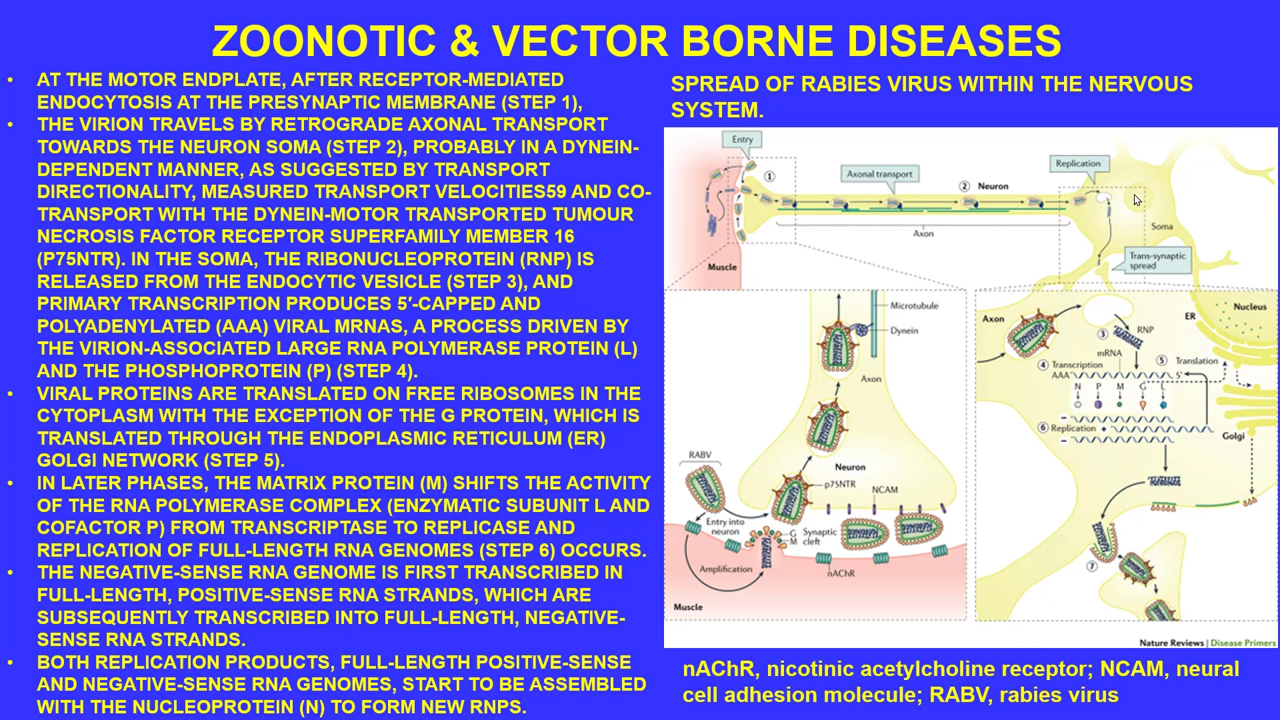 ZOONOTIC & VECTOR BORNE DISEASES
• AT THE MOTOR ENDPLATE, AFTER RECEPTOR-MEDIATED
ENDOCYTOSIS AT THE PRESYNAPTIC MEMBRANE (STEP 1),
• THE VIRION TRAVELS BY RETROGRADE AXONAL TRANSPORT
TOWARDS THE NEURON SOMA (STEP 2), PROBABLY IN A DYNEIN-
DEPENDENT MANNER, AS SUGGESTED BY TRANSPORT
DIRECTIONALITY, MEASURED TRANSPORT VELOCITIES59 AND CO-
TRANSPORT WITH THE DYNEIN-MOTOR TRANSPORTED TUMOUR
NECROSIS FACTOR RECEPTOR SUPERFAMILY MEMBER 16
(P75NTR). IN THE SOMA, THE RIBONUCLEOPROTEIN (RNP) IS
RELEASED FROM THE ENDOCYTIC VESICLE (STEP 3), AND
PRIMARY TRANSCRIPTION PRODUCES 5′-CAPPED AND
POLYADENYLATED (AAA) VIRAL MRNAS, A PROCESS DRIVEN BY
THE VIRION-ASSOCIATED LARGE RNA POLYMERASE PROTEIN (L)
AND THE PHOSPHOPROTEIN (P) (STEP 4).
• VIRAL PROTEINS ARE TRANSLATED ON FREE RIBOSOMES IN THE
CYTOPLASM WITH THE EXCEPTION OF THE G PROTEIN, WHICH IS
TRANSLATED THROUGH THE ENDOPLASMIC RETICULUM (ER)
GOLGI NETWORK (STEP 5).
• IN LATER PHASES, THE MATRIX PROTEIN (M) SHIFTS THE ACTIVITY
OF THE RNA POLYMERASE COMPLEX (ENZYMATIC SUBUNIT L AND
COFACTOR P) FROM TRANSCRIPTASE TO REPLICASE AND
REPLICATION OF FULL-LENGTH RNA GENOMES (STEP 6) OCCURS.
• THE NEGATIVE-SENSE RNA GENOME IS FIRST TRANSCRIBED IN
FULL-LENGTH, POSITIVE-SENSE RNA STRANDS, WHICH ARE
SUBSEQUENTLY TRANSCRIBED INTO FULL-LENGTH, NEGATIVE-
SENSE RNA STRANDS.
• BOTH REPLICATION PRODUCTS, FULL-LENGTH POSITIVE-SENSE
AND NEGATIVE-SENSE RNA GENOMES, START TO BE ASSEMBLED
WITH THE NUCLEOPROTEIN (N) TO FORM NEW RNPS.
SPREAD OF RABIES VIRUS WITHIN THE NERVOUS
SYSTEM.
Entry
①
Axonal transport
② Neuron
Replication
Axon
Soma
Trans-synaptic
spread
Muscle
Microtubule
Dynein
Axon
RABV
Neuron
p75NTR
NCAM
Entry into
neuron
G
M
Synaptic
cleft
Amplification
nAChR
Muscle
Axon
ER
Nucleus
③
RNP
mRNA
④ Transcription
⑤ Translation
AAA
5′
N P M G L
−
⑥ Replication +
−
Golgi
⑦
Nature Reviews | Disease Primers
nAChR, nicotinic acetylcholine receptor; NCAM, neural
cell adhesion molecule; RABV, rabies virus